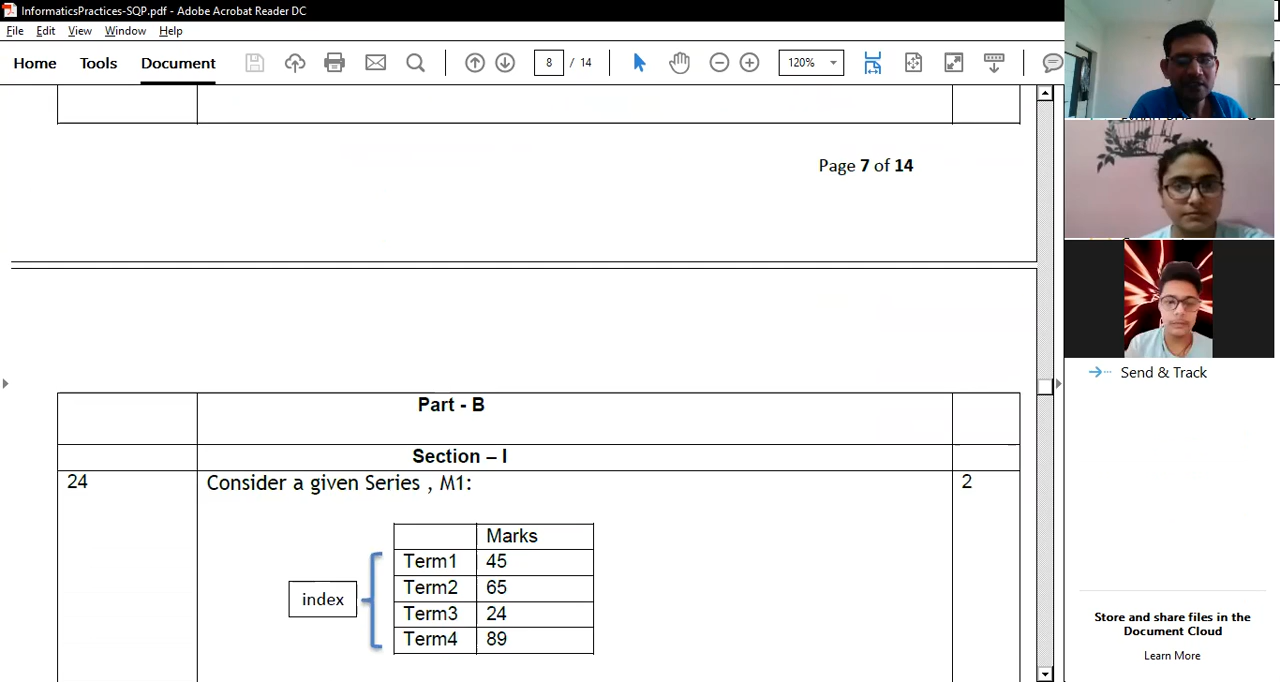 InformaticsPractices-SQP.pdf - Adobe Acrobat Reader DC
File Edit View Window Help
Home Tools Document 8 / 14 120%
Page 7 of 14
Part - B
Section – I
24 Consider a given Series , M1: 2
Marks
Term1 45
Term2 65
Term3 24
Term4 89
index
Send & Track
Store and share files in the
Document Cloud
Learn More